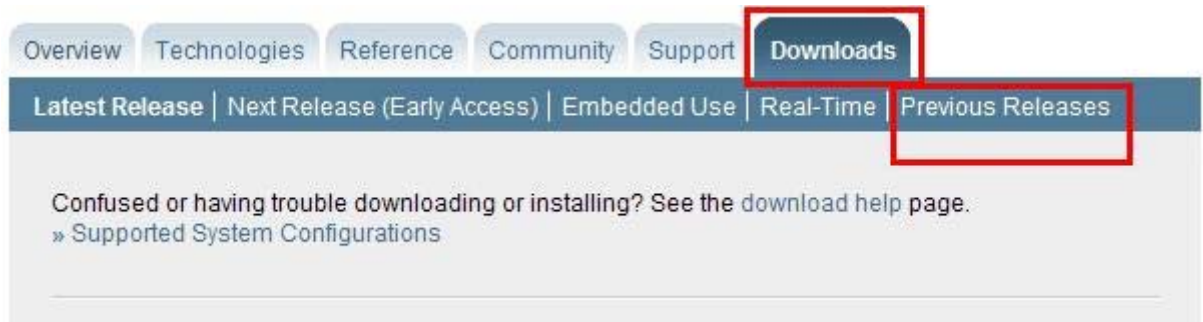 Overview Technologies Reference Community Support Downloads
Latest Release | Next Release (Early Access) | Embedded Use | Real-Time | Previous Releases
Confused or having trouble downloading or installing? See the download help page.
» Supported System Configurations